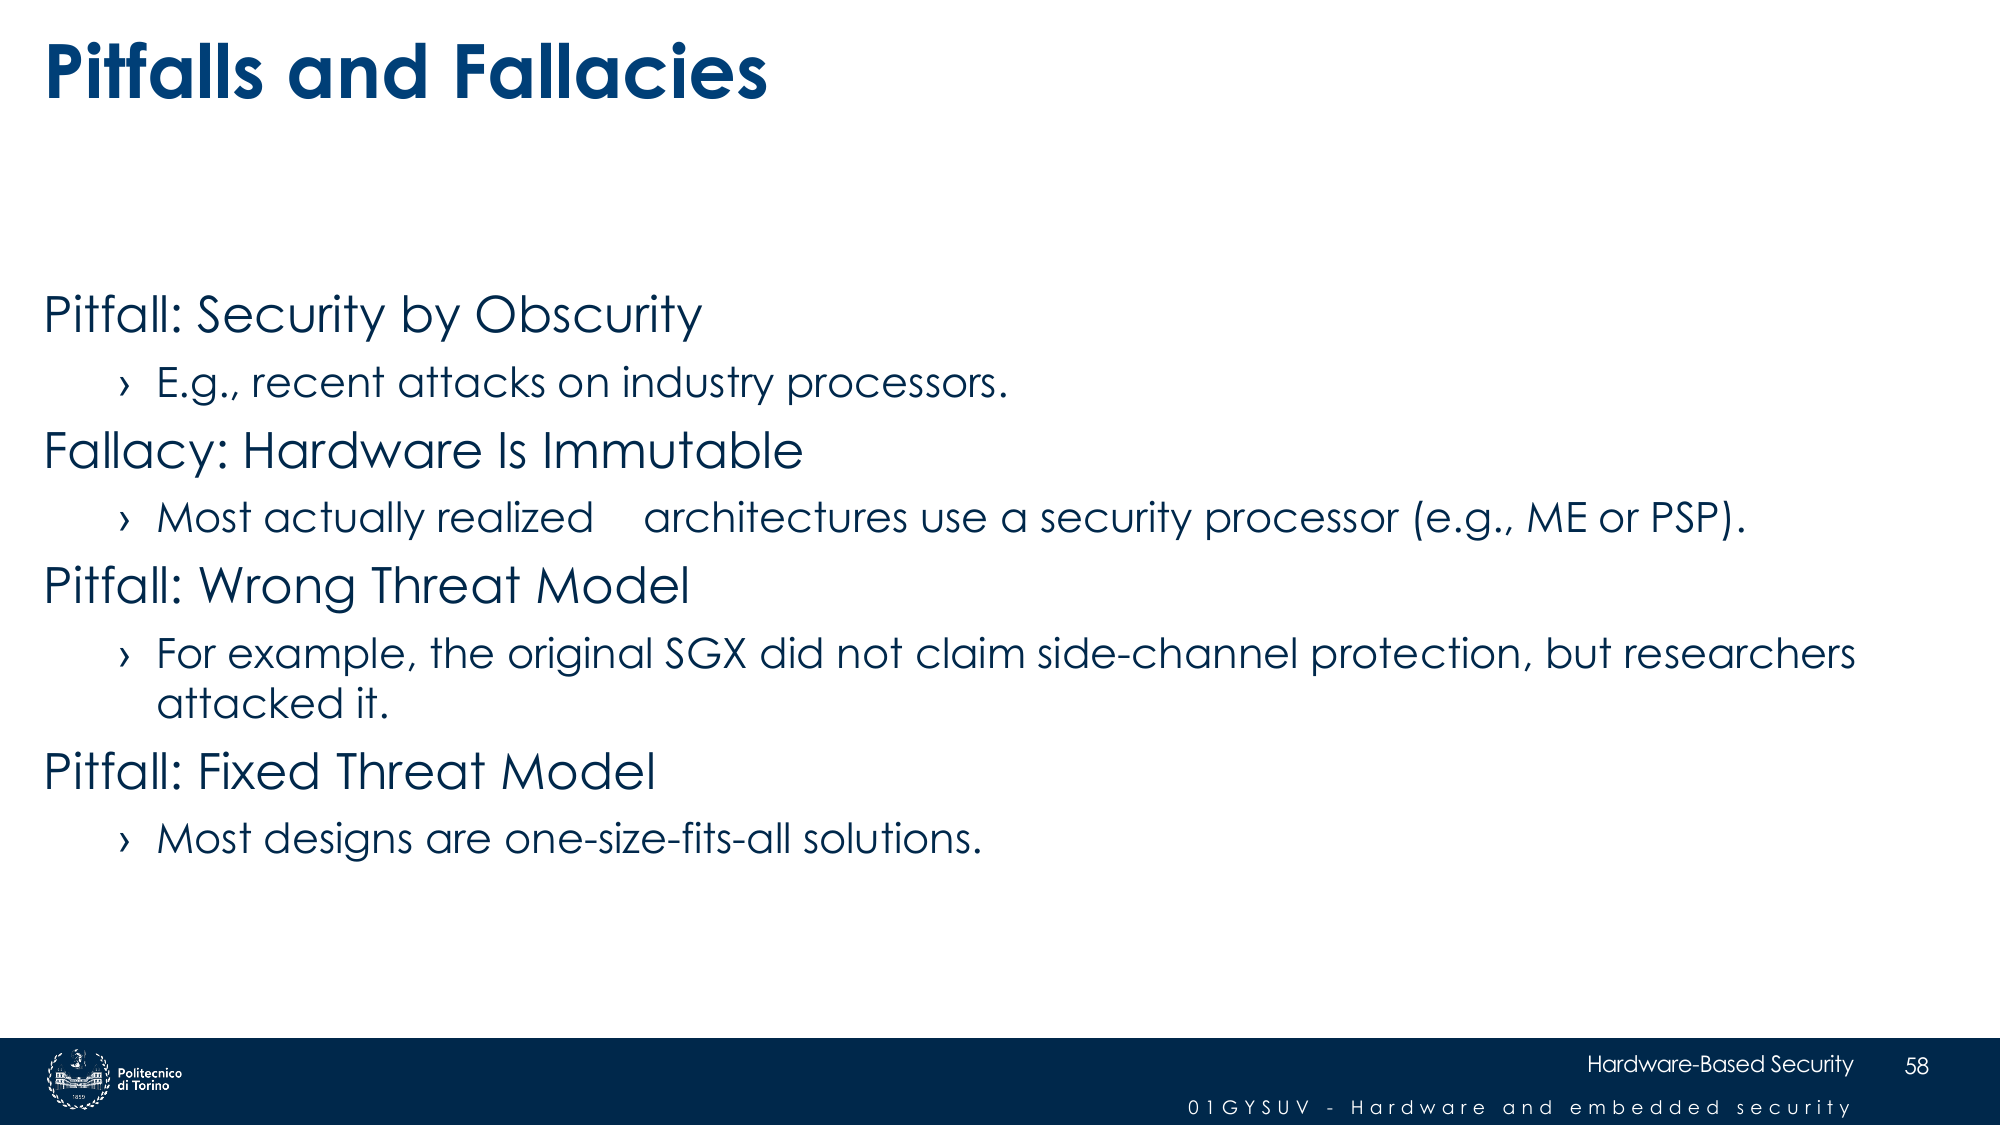 Pitfalls and Fallacies
Pitfall: Security by Obscurity
› E.g., recent attacks on industry processors.
Fallacy: Hardware Is Immutable
› Most actually realized architectures use a security processor (e.g., ME or PSP).
Pitfall: Wrong Threat Model
› For example, the original SGX did not claim side-channel protection, but researchers
attacked it.
Pitfall: Fixed Threat Model
› Most designs are one-size-fits-all solutions.
Politecnico
di Torino
1859
Hardware-Based Security
58
01GYSUV - Hardware and embedded security